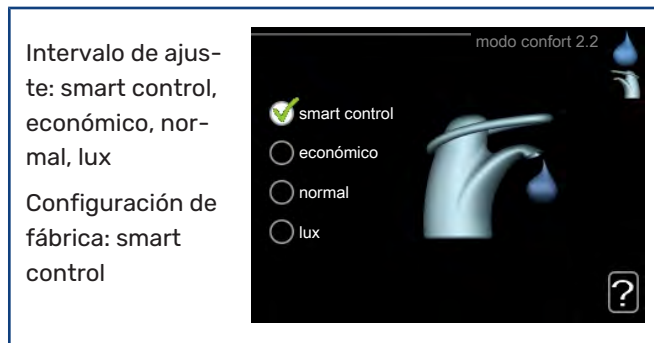 Intervalo de ajus-
te: smart control,
económico, nor-
mal, lux
Configuración de
fábrica: smart
control
modo confort 2.2
smart control
económico
normal
lux
?